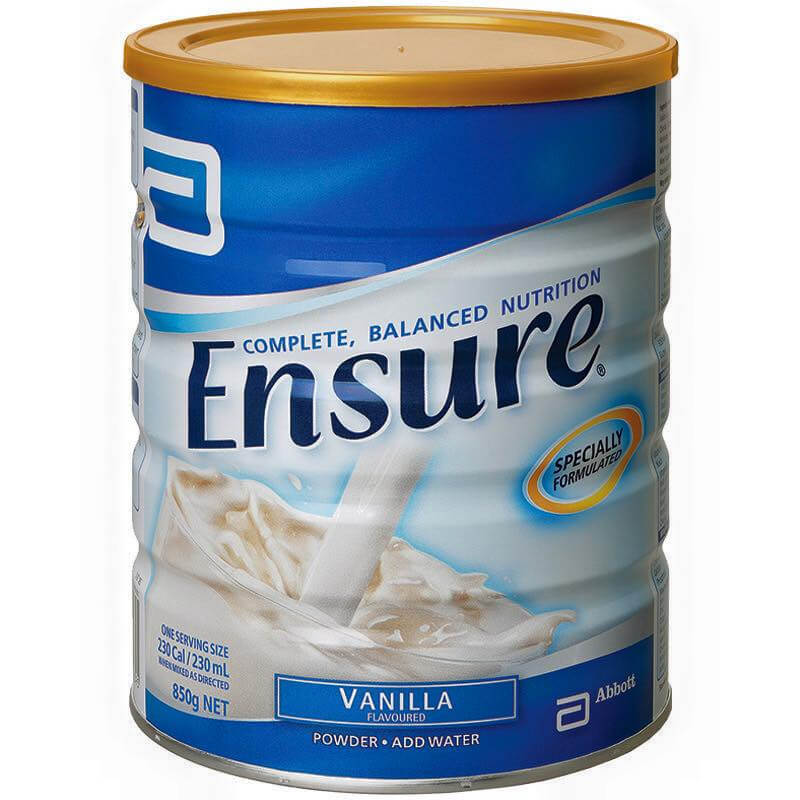 COMPLETE, BALANCED NUTRITION
Ensure®
SPECIALLY
FORMULATED
ONE SERVING SIZE
230 Cal / 230 mL
WHEN MIXED AS DIRECTED
850g NET
VANILLA
FLAVOURED
POWDER • ADD WATER
Abbott